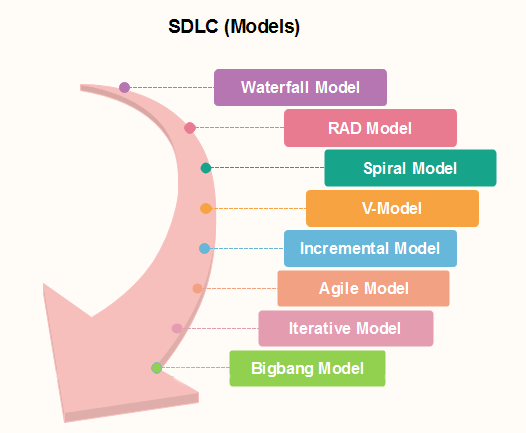 SDLC (Models)
Waterfall Model
RAD Model
Spiral Model
V-Model
Incremental Model
Agile Model
Iterative Model
Bigbang Model